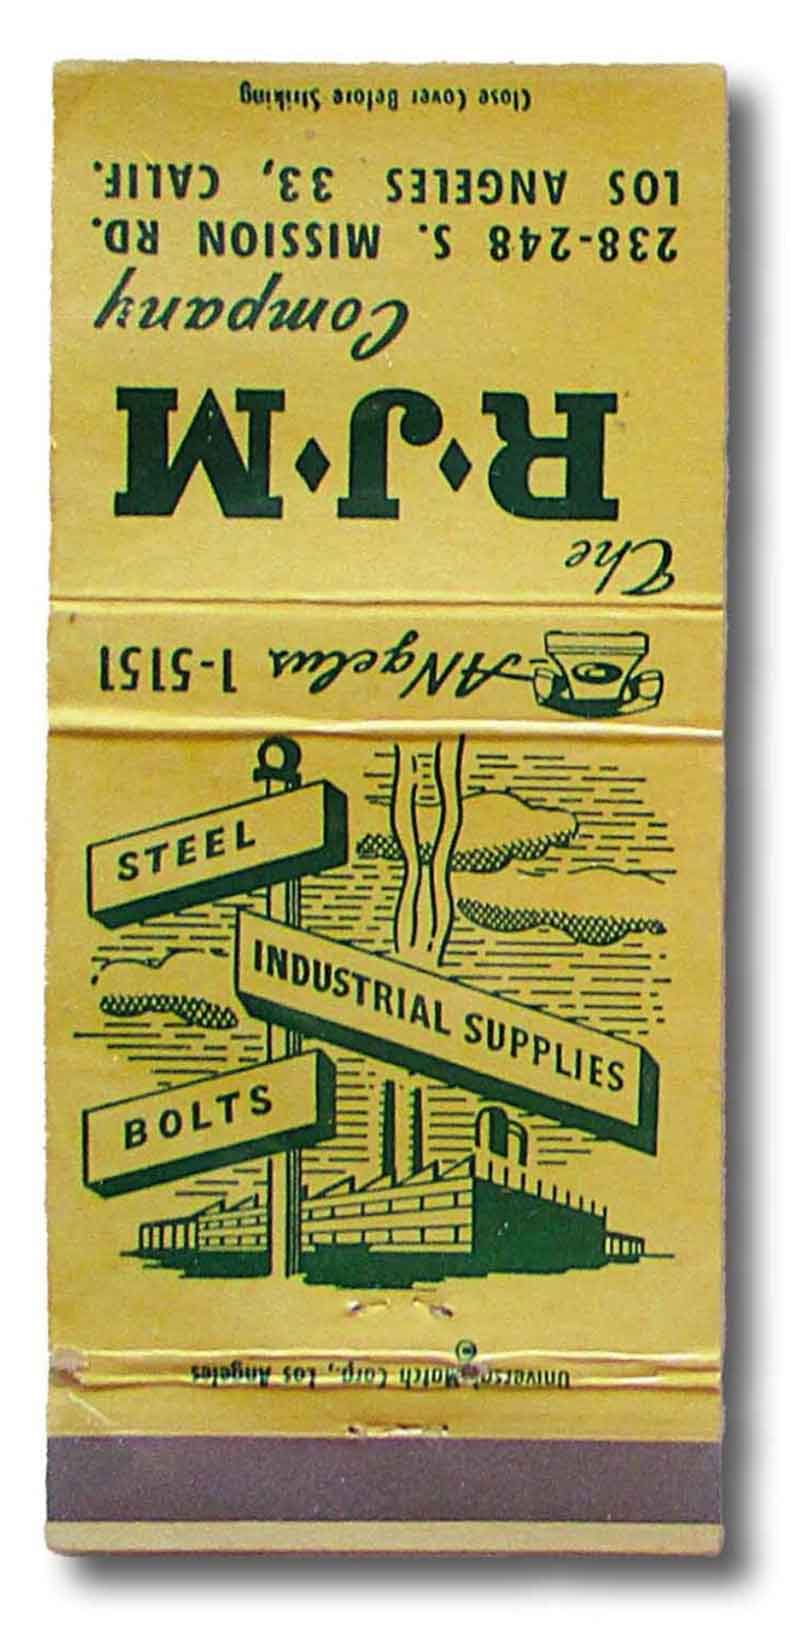 ANgelus 1-5151
The
R♦J♦M
Company
238-248 S. MISSION RD.
LOS ANGELES 33, CALIF.
Close Cover Before Striking
STEEL
INDUSTRIAL SUPPLIES
BOLTS
©
Universal Match Corp., Los Angeles